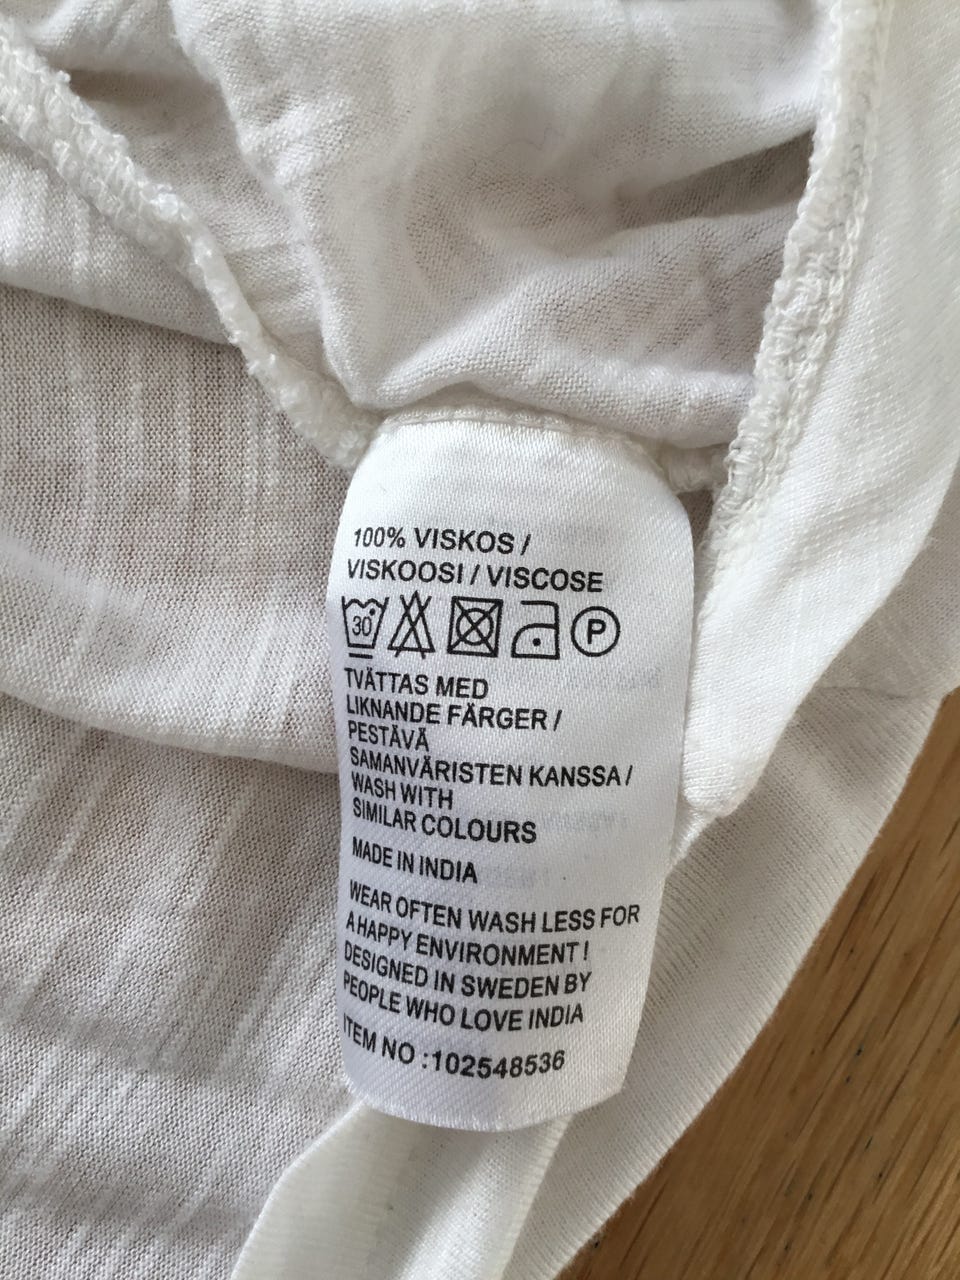 100% VISKOS /
VISKOOSI / VISCOSE
30 P
TVÄTTAS MED
LIKNANDE FÄRGER /
PESTÄVÄ
SAMANVÄRISTEN KANSSA /
WASH WITH
SIMILAR COLOURS
MADE IN INDIA
WEAR OFTEN WASH LESS FOR
A HAPPY ENVIRONMENT !
DESIGNED IN SWEDEN BY
PEOPLE WHO LOVE INDIA
ITEM NO :102548536